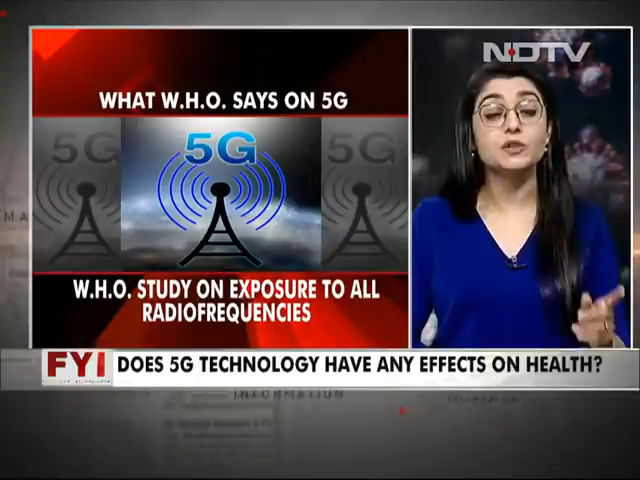 NDTV
WHAT W.H.O. SAYS ON 5G
5G
5G
5G
W.H.O. STUDY ON EXPOSURE TO ALL
RADIOFREQUENCIES
FYI
DOES 5G TECHNOLOGY HAVE ANY EFFECTS ON HEALTH?
INFORMATION